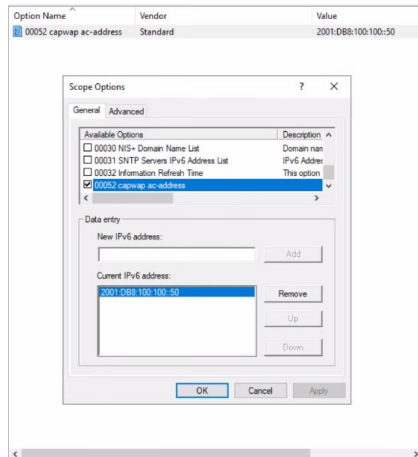 Option Name Vendor Value
00052 capwap ac-address Standard 2001:DB8:100:100::50
Scope Options ? X
General Advanced
Available Options Description
00030 NIS+ Domain Name List Domain nan
00031 SNTP Servers IPv6 Address List IPv6 Addres
00032 Information Refresh Time This option
00052 capwap ac-address
Data entry
New IPv6 address:
Add
Current IPv6 address:
2001:DB8:100:100::50
Remove
Up
Down
OK Cancel Apply